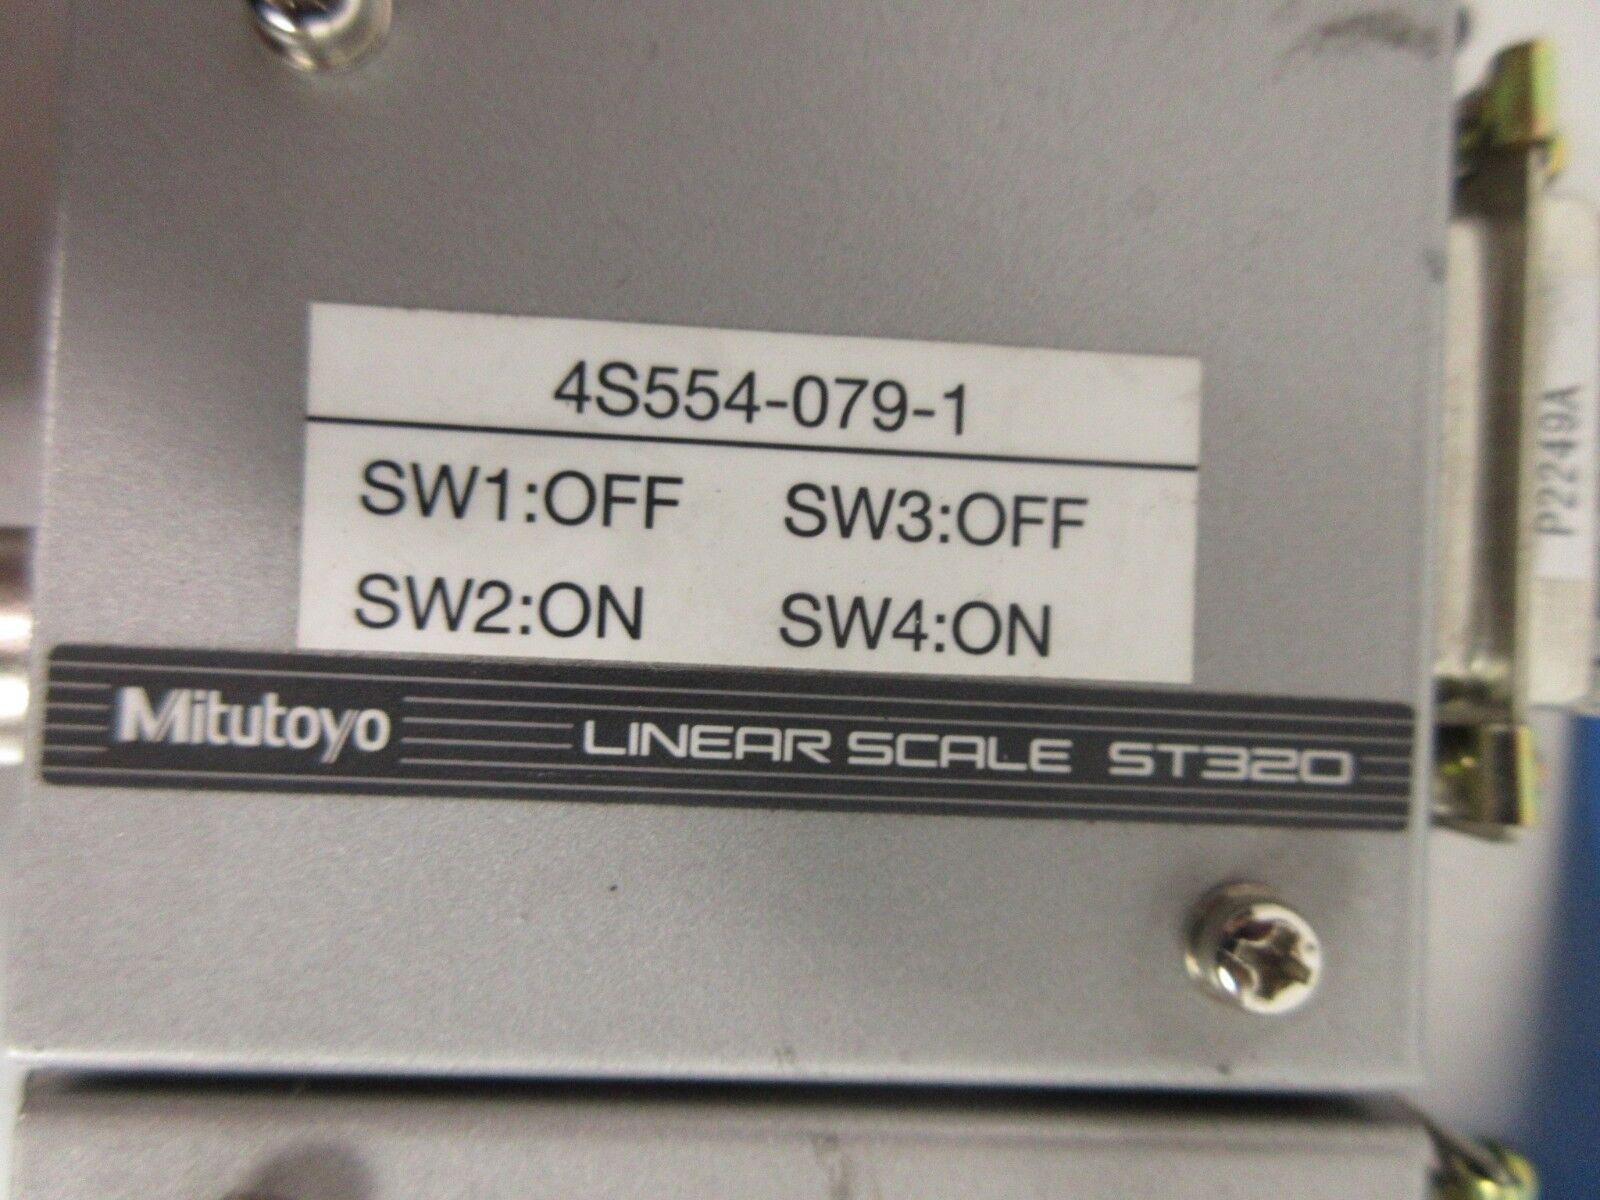 4S554-079-1
SW1:OFF SW3:OFF
SW2:ON SW4:ON
Mitutoyo LINEAR SCALE ST320
P2249A